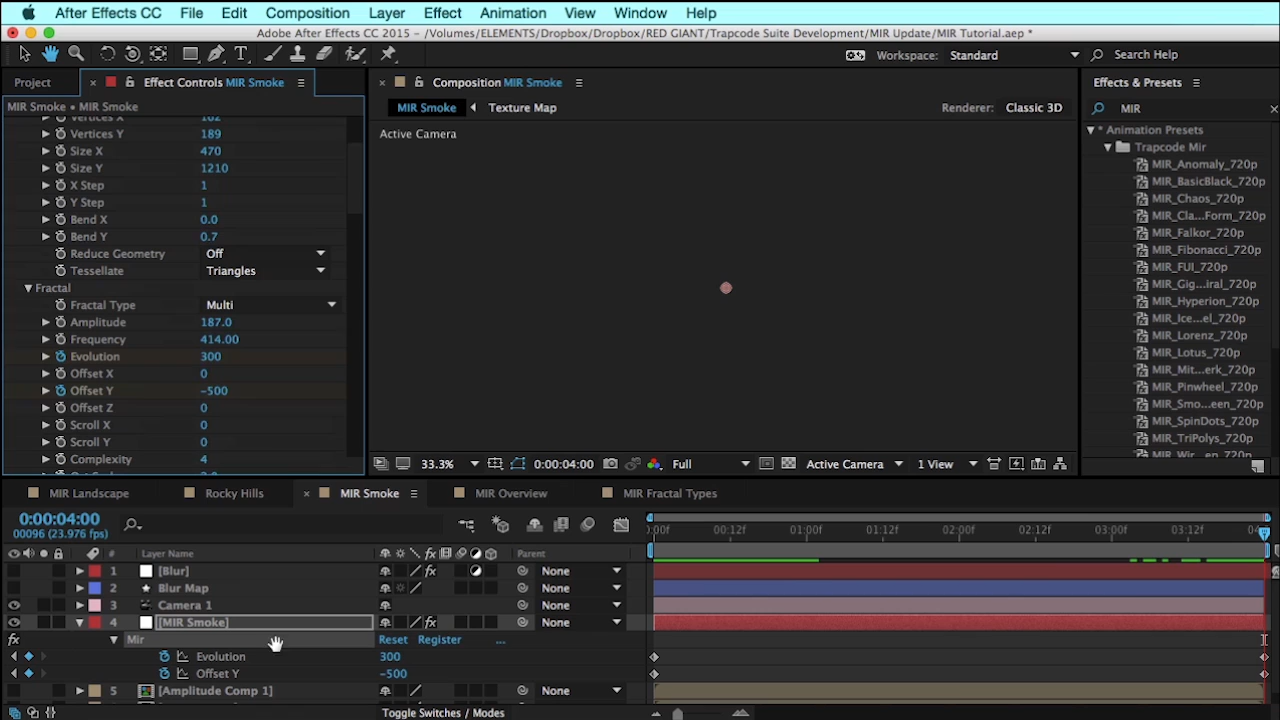 After Effects CC File Edit Composition Layer Effect Animation View Window Help
Adobe After Effects CC 2015 - /Volumes/ELEMENTS/Dropbox/Dropbox/RED GIANT/Trapcode Suite Development/MIR Update/MIR Tutorial.aep *
Workspace: Standard Search Help
Project × Effect Controls MIR Smoke
× Composition MIR Smoke
Effects & Presets
MIR Smoke • MIR Smoke
MIR Smoke Texture Map
Renderer: Classic 3D
MIR
Active Camera
Vertices X 162
Vertices Y 189
Size X 470
Size Y 1210
X Step 1
Y Step 1
Bend X 0.0
Bend Y 0.7
Reduce Geometry Off
Tessellate Triangles
Fractal
Fractal Type Multi
Amplitude 187.0
Frequency 414.00
Evolution 300
Offset X 0
Offset Y -500
Offset Z 0
Scroll X 0
Scroll Y 0
Complexity 4
* Animation Presets
Trapcode Mir
MIR_Anomaly_720p
MIR_BasicBlack_720p
MIR_Chaos_720p
MIR_Cla...Form_720p
MIR_Falkor_720p
MIR_Fibonacci_720p
MIR_FUI_720p
MIR_Gig...iral_720p
MIR_Hyperion_720p
MIR_Ice...el_720p
MIR_Lorenz_720p
MIR_Lotus_720p
MIR_Mit...erk_720p
MIR_Pinwheel_720p
MIR_Smo...een_720p
MIR_SpinDots_720p
MIR_TriPolys_720p
33.3% 0:00:04:00 Full Active Camera 1 View
MIR Landscape Rocky Hills × MIR Smoke MIR Overview MIR Fractal Types
0:00:04:00
00096 (23.976 fps)
:00f 00:12f 01:00f 01:12f 02:00f 02:12f 03:00f 03:12f
# Layer Name fx Parent
1 [Blur] fx None
2 Blur Map None
3 Camera 1 None
4 [MIR Smoke] fx None
fx Mir Reset Register ...
Evolution 300
Offset Y -500
5 [Amplitude Comp 1] None
Toggle Switches / Modes